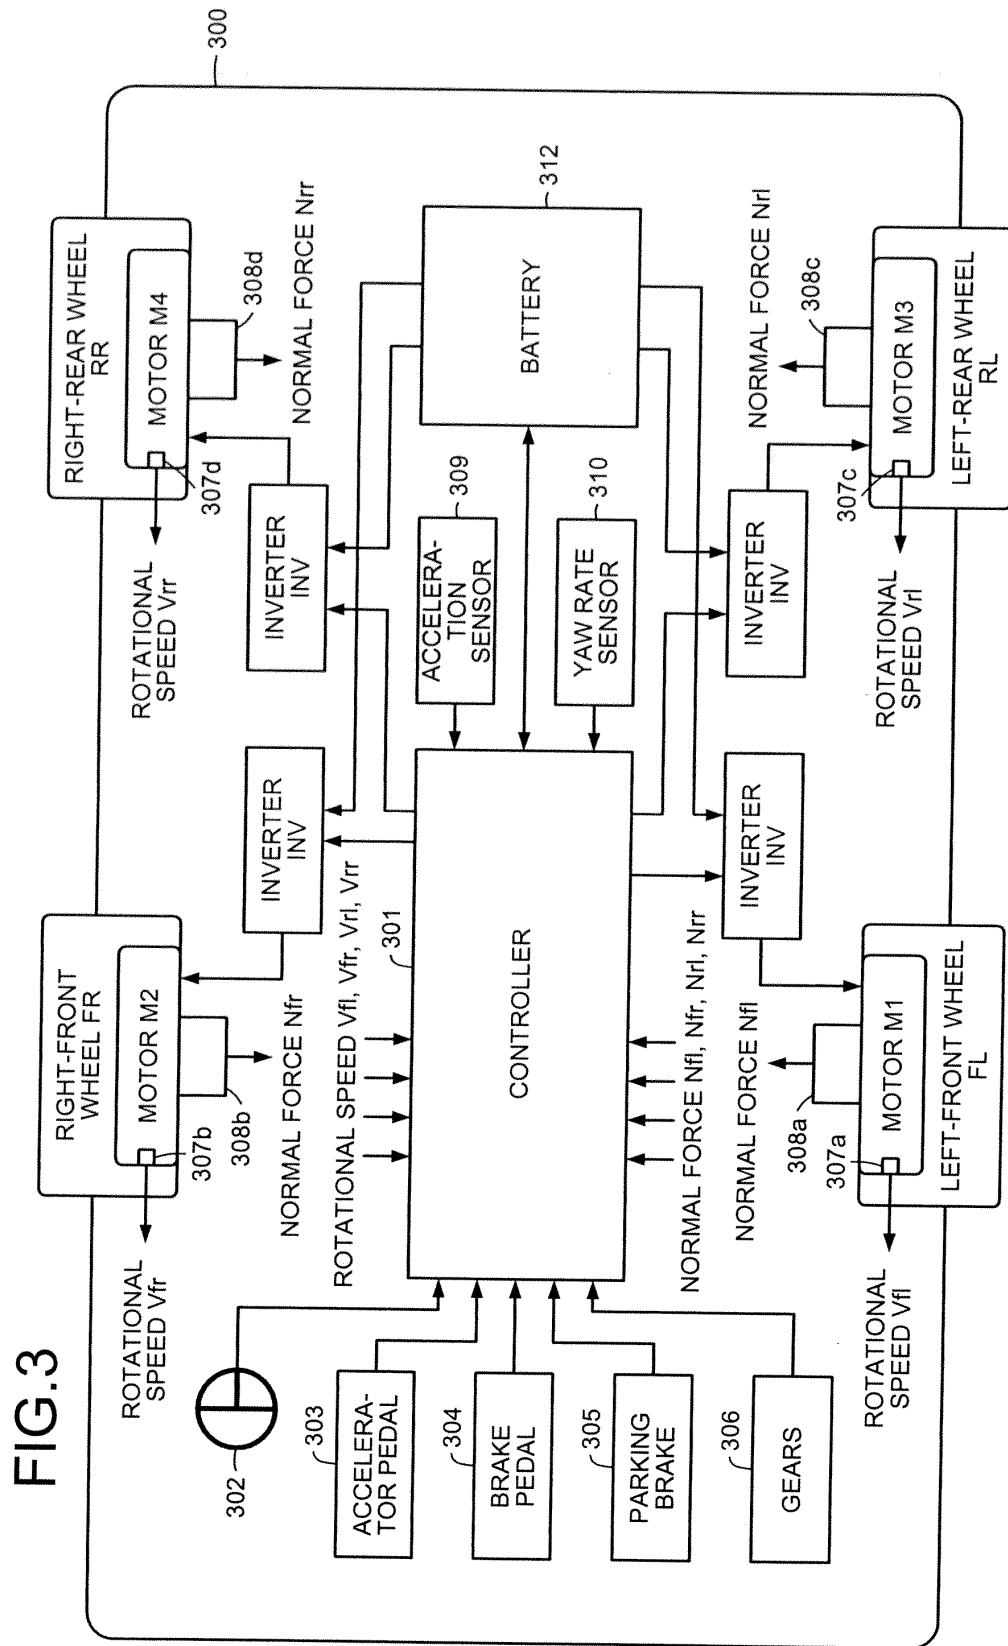 FIG.3
300
RIGHT-FRONT
WHEEL FR
MOTOR M2
307b
308b
ROTATIONAL
SPEED Vfr
NORMAL FORCE Nfr
RIGHT-REAR WHEEL
RR
MOTOR M4
307d
308d
ROTATIONAL
SPEED Vrr
NORMAL FORCE Nrr
INVERTER
INV
INVERTER
INV
302
303
ACCELERA-
TOR PEDAL
304
BRAKE
PEDAL
305
PARKING
BRAKE
306
GEARS
ROTATIONAL SPEED Vfl, Vfr, Vrl, Vrr
301
CONTROLLER
NORMAL FORCE Nfl, Nfr, Nrl, Nrr
309
ACCELERA-
TION
SENSOR
310
YAW RATE
SENSOR
312
BATTERY
INVERTER
INV
INVERTER
INV
NORMAL FORCE Nfl
308a
307a
MOTOR M1
LEFT-FRONT WHEEL
FL
ROTATIONAL
SPEED Vfl
NORMAL FORCE Nrl
308c
307c
MOTOR M3
LEFT-REAR WHEEL
RL
ROTATIONAL
SPEED Vrl